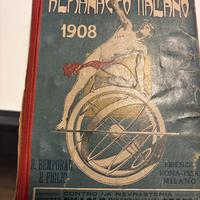 ALMANACCO ITALIANO
1908
R. BEMPORAD
& FIGLIO
FIRENZE
ROMA-PISA
MILANO
CONTRO LA NEVRASTENIA